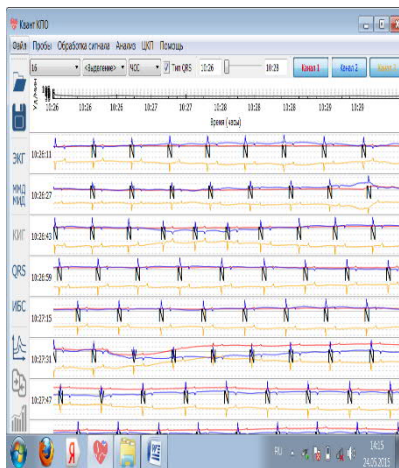 Квант КПО
Файл Пробы Обработка сигнала Анализ ЦКП Помощь
16 <Выделение> ЧСС Тип QRS 10:26 10:29 Канал 1 Канал 2
10:26 10:26 10:26 10:27 10:27 10:28 10:28 10:28 10:29
Время (часы)
10:26:11
ЭКГ
ММД
МИД
10:26:27
КИГ
10:26:43
QRS
10:26:59
ИБС
10:27:15
10:27:31
10:27:47
RU
14:15
24.05.2015